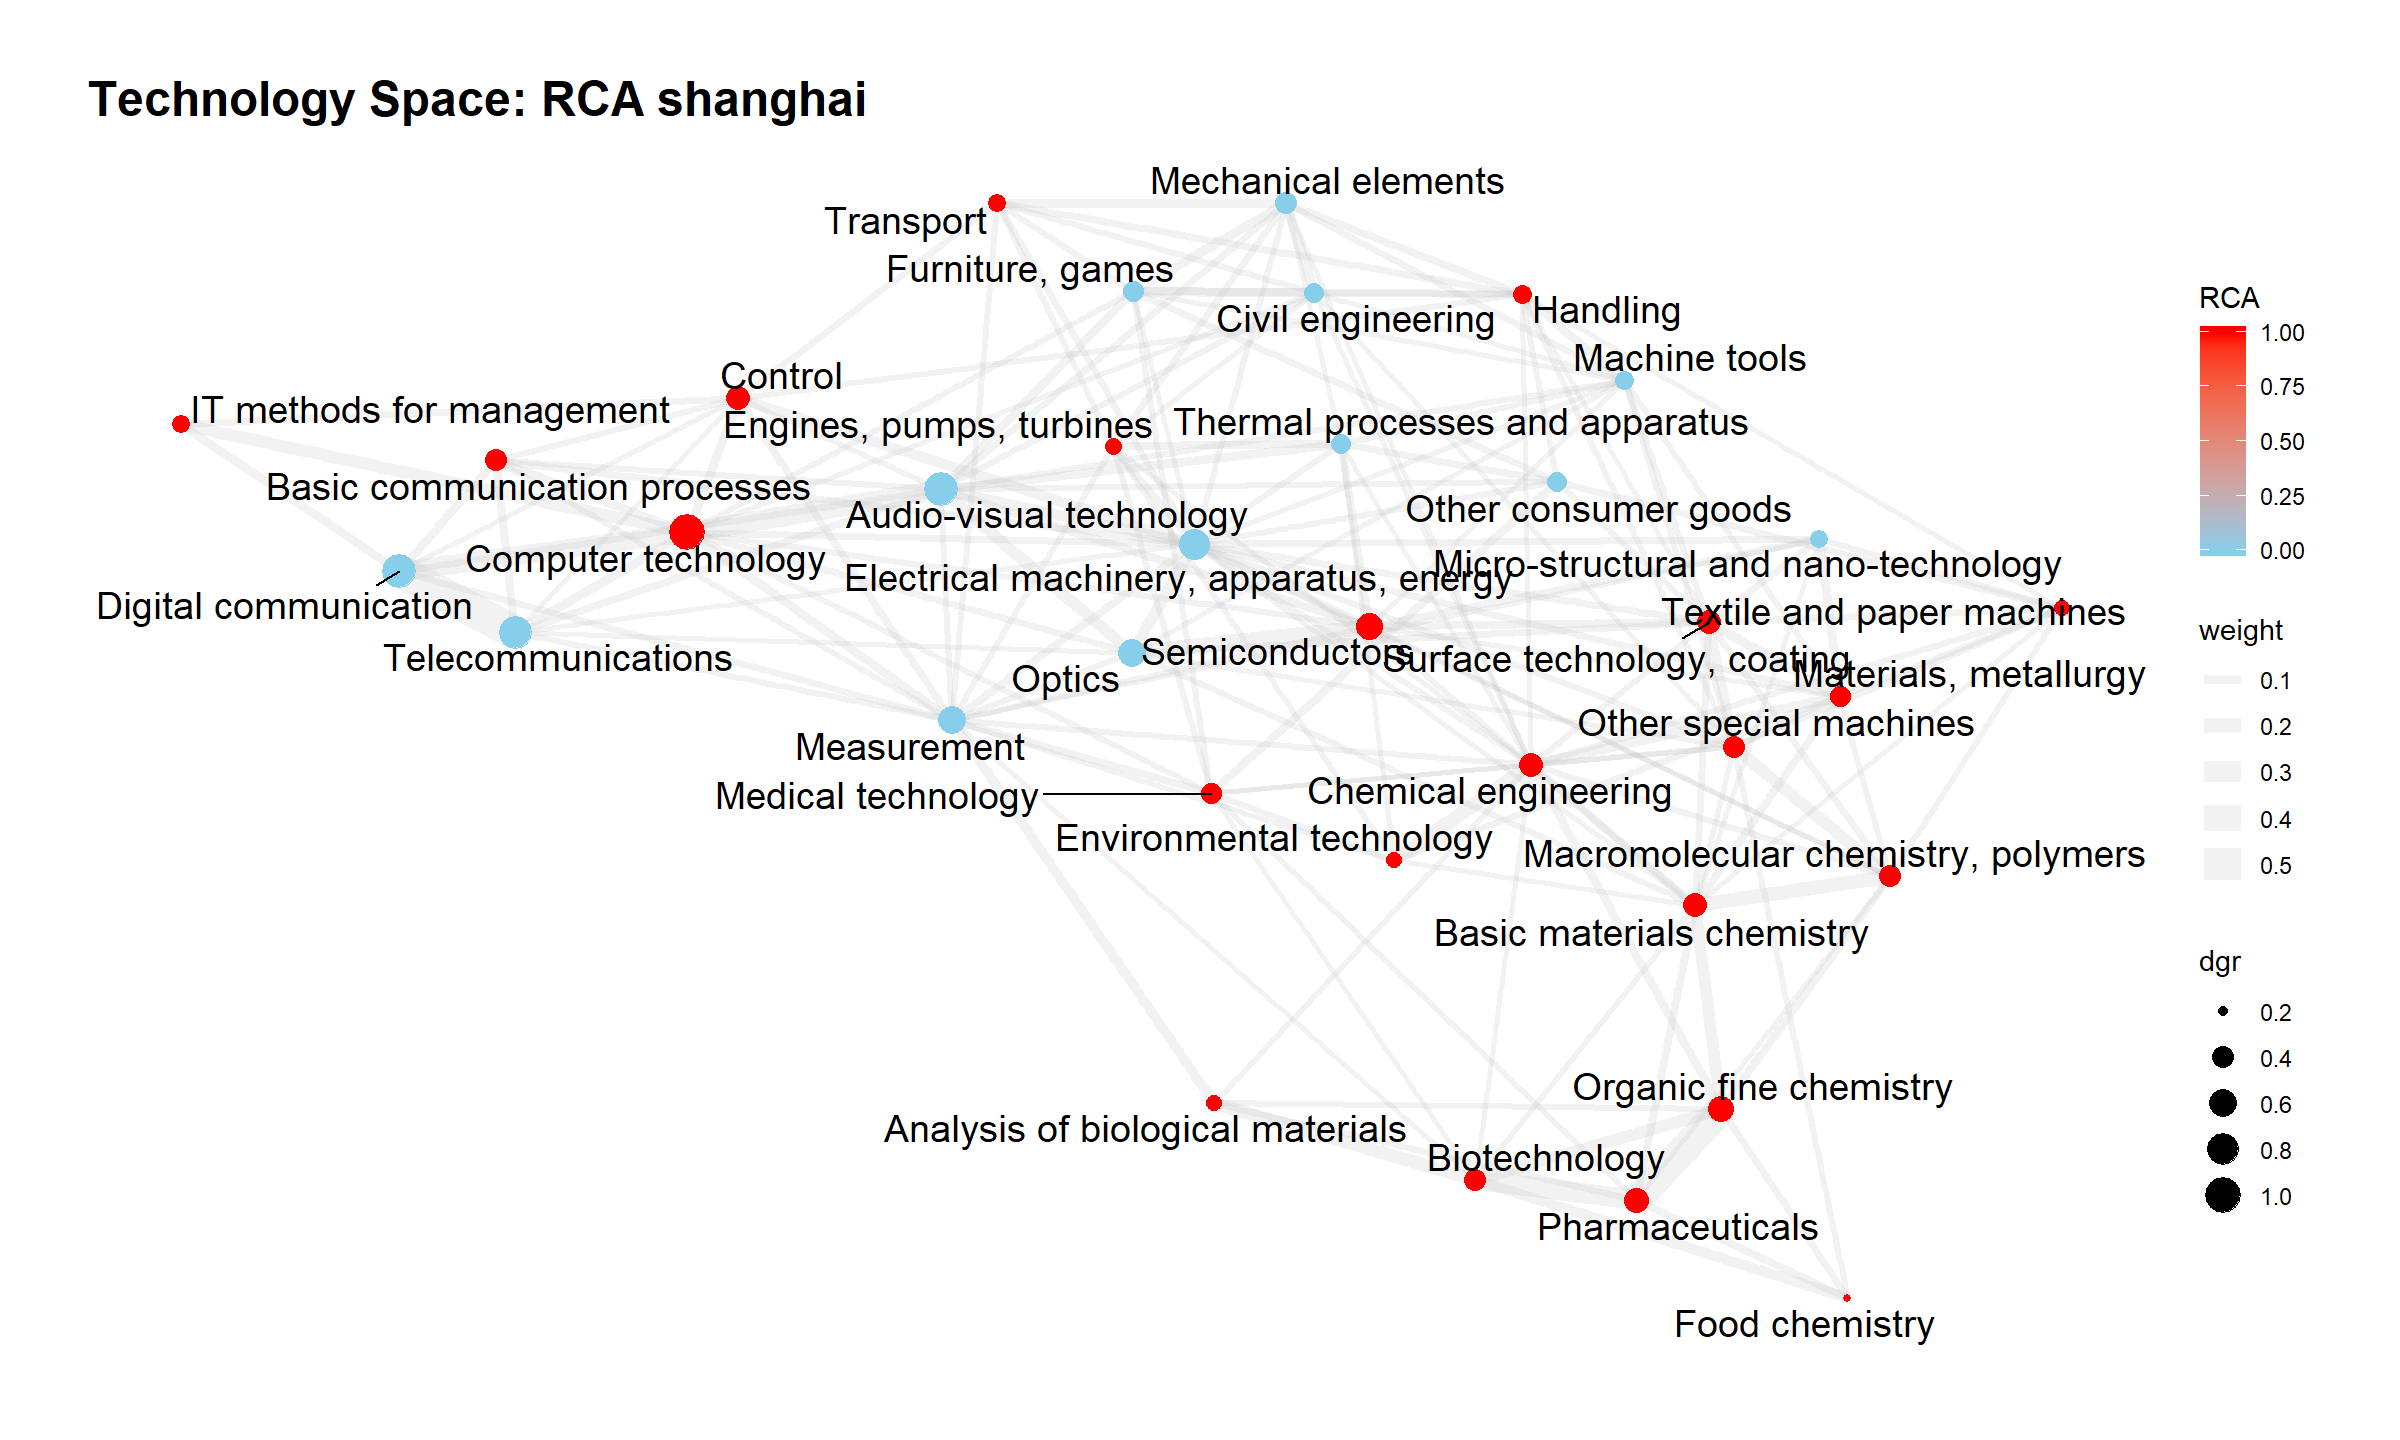 Technology Space: RCA shanghai
Mechanical elements
Transport
Furniture, games
Civil engineering
Handling
Machine tools
Control
IT methods for management
Engines, pumps, turbines
Thermal processes and apparatus
Basic communication processes
Audio-visual technology
Other consumer goods
Computer technology
Micro-structural and nano-technology
Electrical machinery, apparatus, energy
Digital communication
Textile and paper machines
Telecommunications
Semiconductors
Surface technology, coating
Optics
Materials, metallurgy
Other special machines
Measurement
Medical technology
Chemical engineering
Environmental technology
Macromolecular chemistry, polymers
Basic materials chemistry
Organic fine chemistry
Analysis of biological materials
Biotechnology
Pharmaceuticals
Food chemistry
RCA
1.00
0.75
0.50
0.25
0.00
weight
0.1
0.2
0.3
0.4
0.5
dgr
0.2
0.4
0.6
0.8
1.0